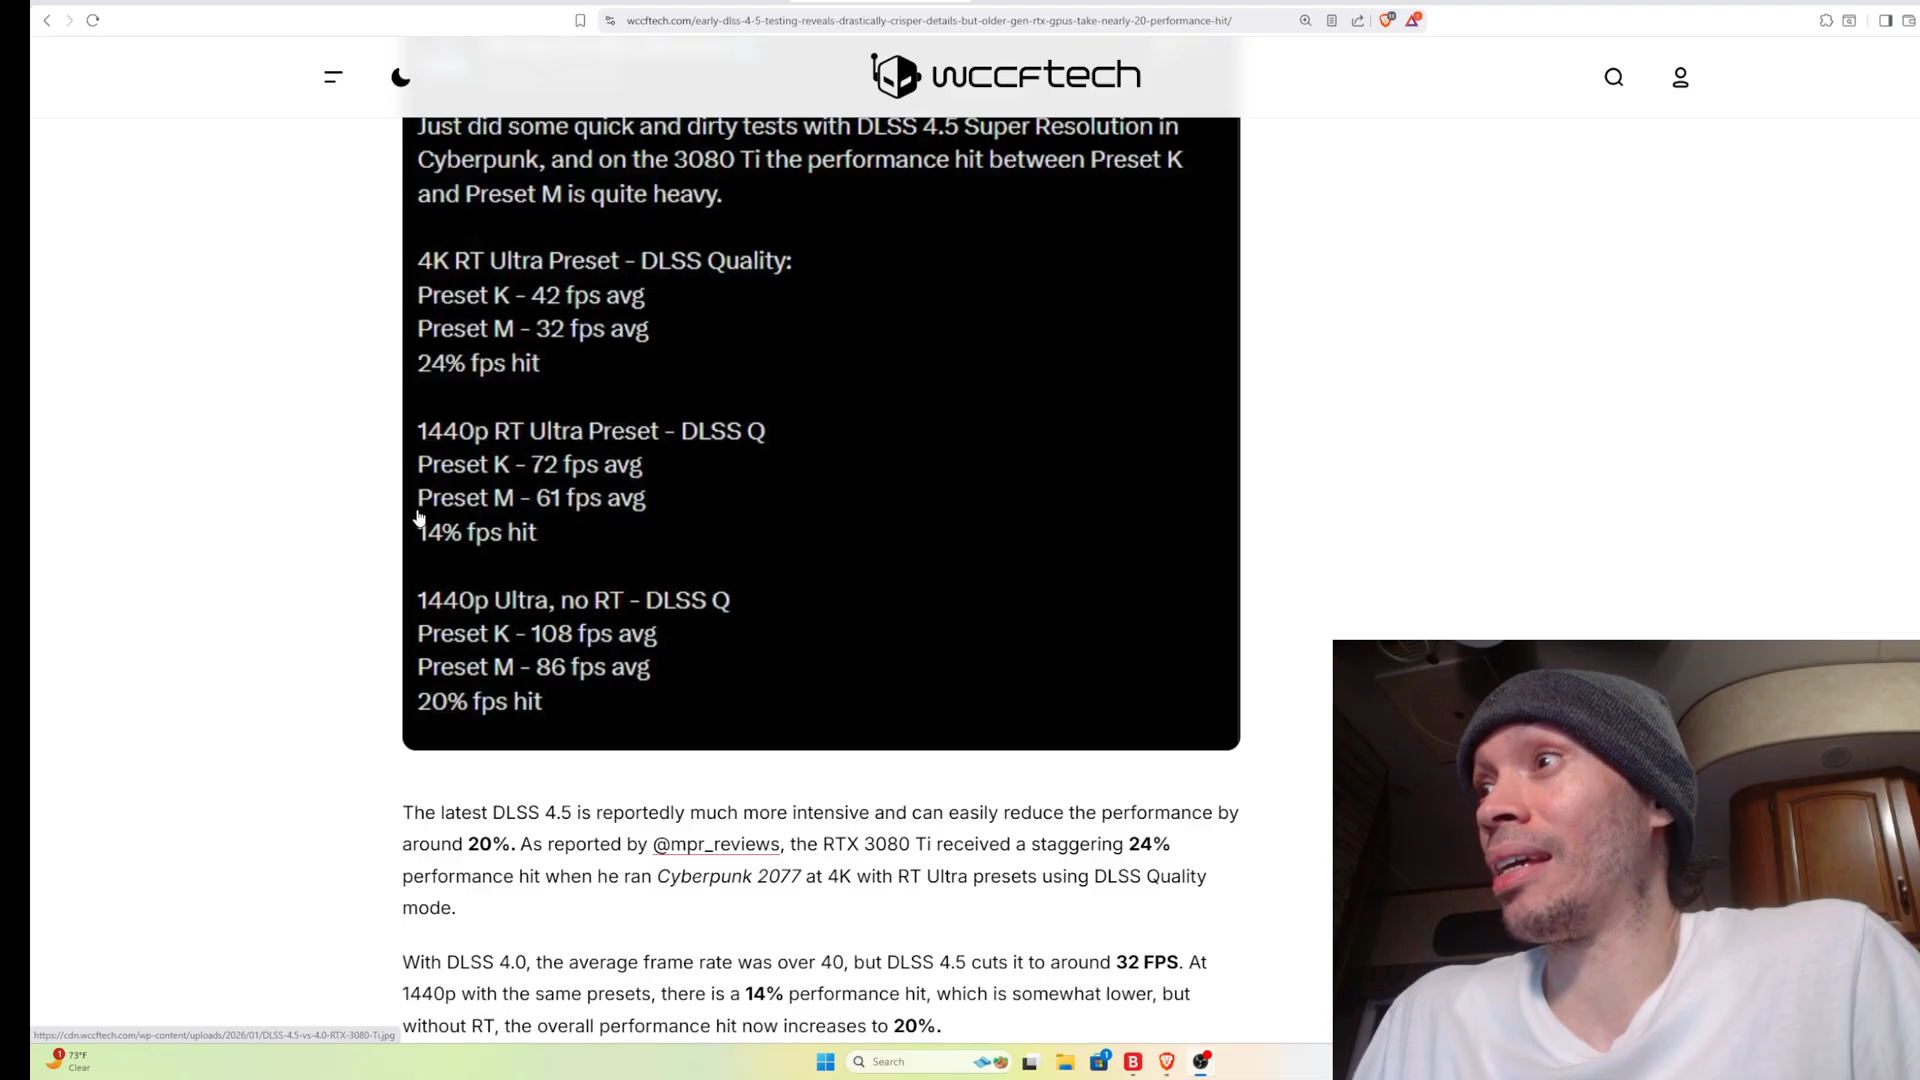 wccftech.com/early-dlss-4-5-testing-reveals-drastically-crisper-details-but-older-gen-rtx-gpus-take-nearly-20-performance-hit/
wccftech
Just did some quick and dirty tests with DLSS 4.5 Super Resolution in
Cyberpunk, and on the 3080 Ti the performance hit between Preset K
and Preset M is quite heavy.
4K RT Ultra Preset - DLSS Quality:
Preset K - 42 fps avg
Preset M - 32 fps avg
24% fps hit
1440p RT Ultra Preset - DLSS Q
Preset K - 72 fps avg
Preset M - 61 fps avg
14% fps hit
1440p Ultra, no RT - DLSS Q
Preset K - 108 fps avg
Preset M - 86 fps avg
20% fps hit
The latest DLSS 4.5 is reportedly much more intensive and can easily reduce the performance by
around 20%. As reported by @mpr_reviews, the RTX 3080 Ti received a staggering 24%
performance hit when he ran Cyberpunk 2077 at 4K with RT Ultra presets using DLSS Quality
mode.
With DLSS 4.0, the average frame rate was over 40, but DLSS 4.5 cuts it to around 32 FPS. At
1440p with the same presets, there is a 14% performance hit, which is somewhat lower, but
without RT, the overall performance hit now increases to 20%.
https://cdn.wccftech.com/wp-content/uploads/2026/01/DLSS-4.5-vs-4.0-RTX-3080-Ti.jpg
1
73°F
Clear
Search
1
B